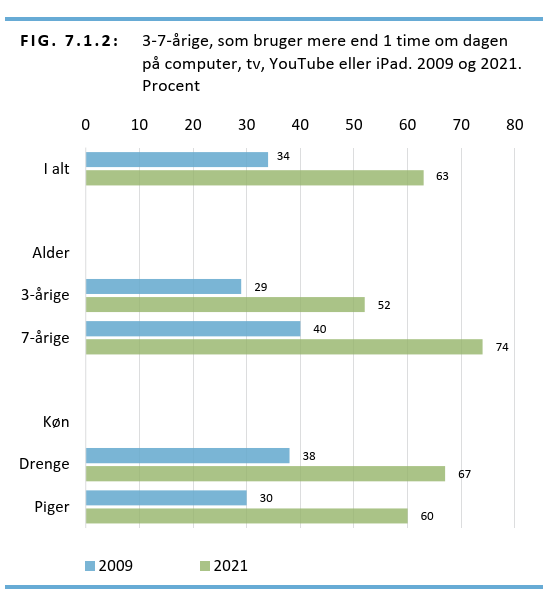 FIG. 7.1.2: 3-7-årige, som bruger mere end 1 time om dagen
på computer, tv, YouTube eller iPad. 2009 og 2021.
Procent
0 10 20 30 40 50 60 70 80
I alt 34
63
Alder
3-årige 29
52
7-årige 40
74
Køn
Drenge 38
67
Piger 30
60
2009 2021